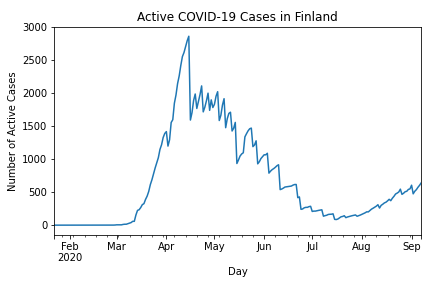 Active COVID-19 Cases in Finland
3000
2500
2000
1500
1000
500
0
Number of Active Cases
Feb Mar Apr May Jun Jul Aug Sep
2020
Day